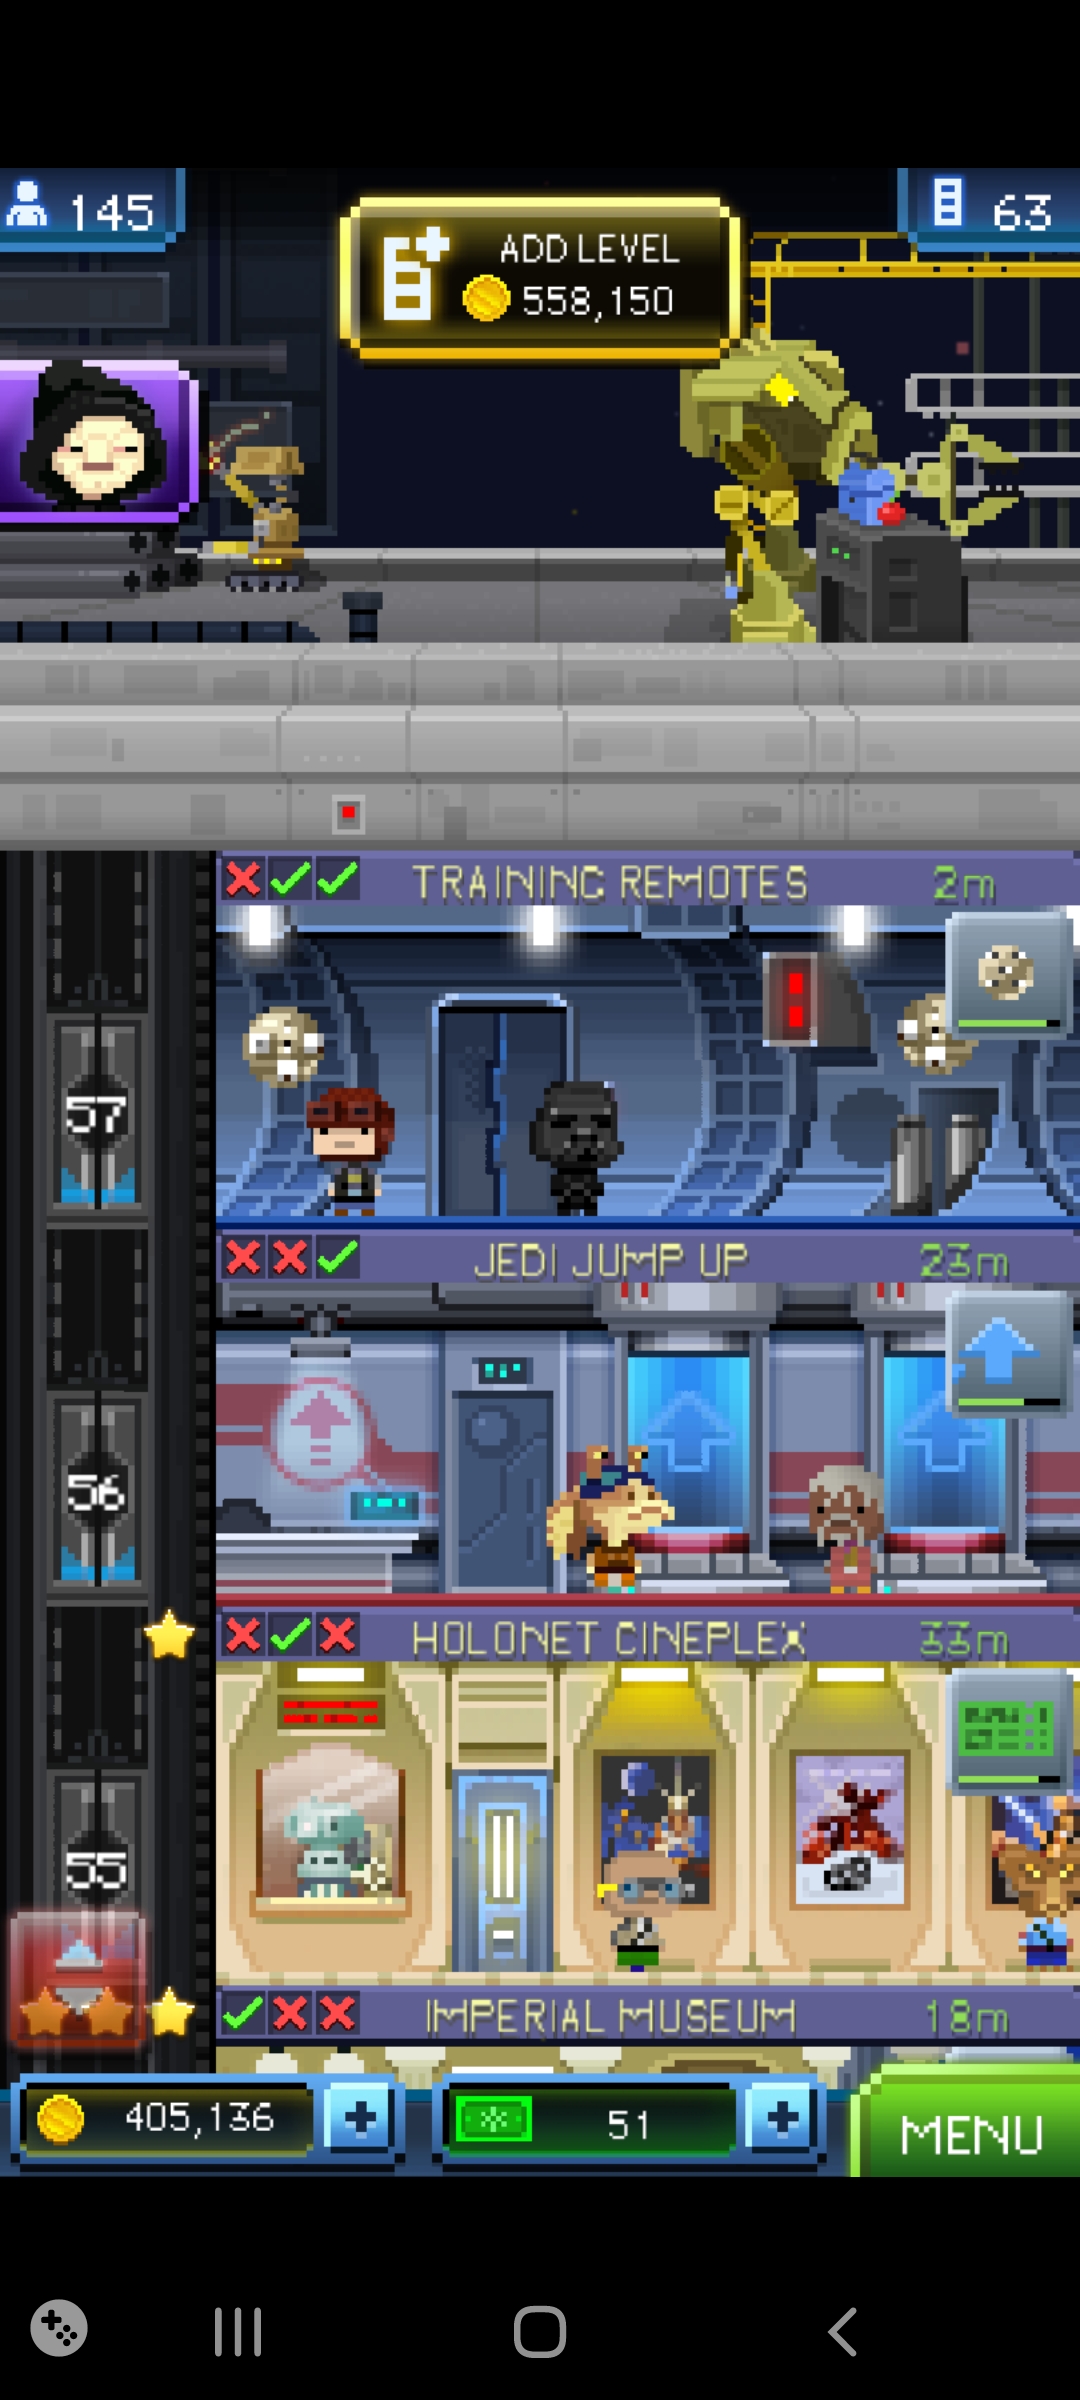 145
ADD LEVEL
558,150
63
TRAINING REMOTES 2m
57
JEDI JUMP UP 23m
56
HOLONET CINEPLEX 33m
55
IMPERIAL MUSEUM 18m
405,136
51
MENU